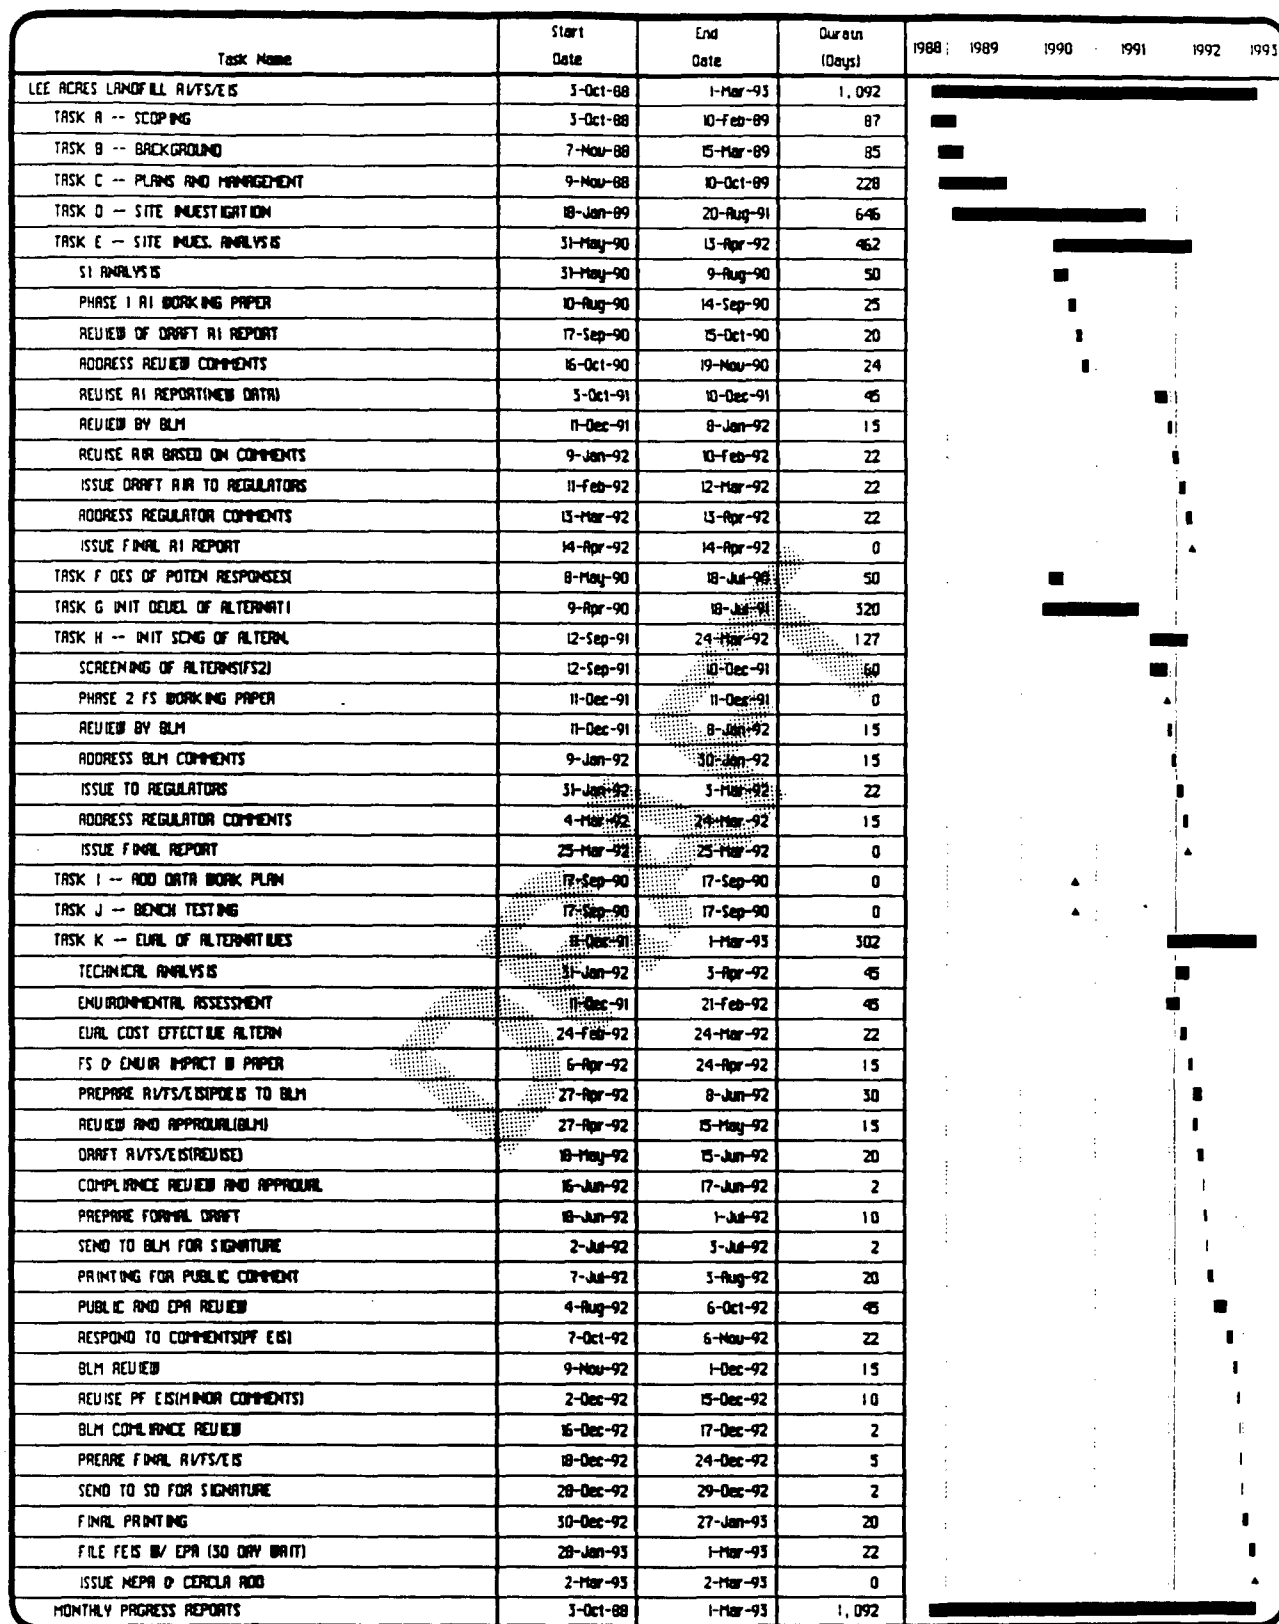 Task Name Start Date End Date Duratn (Days) 1988 1989 1990 1991 1992 1993
LEE ACRES LANDFILL RI/FS/EIS 3-Oct-88 1-Mar-93 1,092
TASK A -- SCOPING 3-Oct-88 10-Feb-89 87
TASK B -- BACKGROUND 7-Nov-88 15-Mar-89 85
TASK C -- PLANS AND MANAGEMENT 9-Nov-88 10-Oct-89 228
TASK D -- SITE INVESTIGATION 18-Jan-89 20-Aug-91 646
TASK E -- SITE INVES. ANALYSIS 31-May-90 13-Apr-92 462
SI ANALYSIS 31-May-90 9-Aug-90 50
PHASE 1 RI WORKING PAPER 10-Aug-90 14-Sep-90 25
REVIEW OF DRAFT RI REPORT 17-Sep-90 15-Oct-90 20
ADDRESS REVIEW COMMENTS 16-Oct-90 19-Nov-90 24
REVISE RI REPORT(NEW DATA) 3-Oct-91 10-Dec-91 45
REVIEW BY BLM 11-Dec-91 8-Jan-92 15
REVISE RIR BASED ON COMMENTS 9-Jan-92 10-Feb-92 22
ISSUE DRAFT RIR TO REGULATORS 11-Feb-92 12-Mar-92 22
ADDRESS REGULATOR COMMENTS 13-Mar-92 13-Apr-92 22
ISSUE FINAL RI REPORT 14-Apr-92 14-Apr-92 0
TASK F DES OF POTEN RESPONSES( 8-May-90 18-Jul-90 50
TASK G INIT DEVEL OF ALTERNATI 9-Apr-90 18-Jul-91 320
TASK H -- INIT SCNG OF ALTERN. 12-Sep-91 24-Mar-92 127
SCREENING OF ALTERNS(FS2) 12-Sep-91 10-Dec-91 60
PHASE 2 FS WORKING PAPER 11-Dec-91 11-Dec-91 0
REVIEW BY BLM 11-Dec-91 8-Jan-92 15
ADDRESS BLM COMMENTS 9-Jan-92 30-Jan-92 15
ISSUE TO REGULATORS 31-Jan-92 3-Mar-92 22
ADDRESS REGULATOR COMMENTS 4-Mar-92 24-Mar-92 15
ISSUE FINAL REPORT 25-Mar-92 25-Mar-92 0
TASK I -- ADD DATA WORK PLAN 17-Sep-90 17-Sep-90 0
TASK J -- BENCH TESTING 17-Sep-90 17-Sep-90 0
TASK K -- EVAL OF ALTERNATIVES 11-Dec-91 1-Mar-93 302
TECHNICAL ANALYSIS 31-Jan-92 3-Apr-92 45
ENVIRONMENTAL ASSESSMENT 11-Dec-91 21-Feb-92 45
EVAL COST EFFECTIVE ALTERN 24-Feb-92 24-Mar-92 22
FS & ENVIR IMPACT W PAPER 6-Apr-92 24-Apr-92 15
PREPARE RI/FS/EIS(PDEIS TO BLM 27-Apr-92 8-Jun-92 30
REVIEW AND APPROVAL(BLM) 27-Apr-92 15-May-92 15
DRAFT RI/FS/EIS(REVISE) 18-May-92 15-Jun-92 20
COMPLIANCE REVIEW AND APPROVAL 16-Jun-92 17-Jun-92 2
PREPARE FORMAL DRAFT 18-Jun-92 1-Jul-92 10
SEND TO BLM FOR SIGNATURE 2-Jul-92 3-Jul-92 2
PRINTING FOR PUBLIC COMMENT 7-Jul-92 3-Aug-92 20
PUBLIC AND EPA REVIEW 4-Aug-92 6-Oct-92 45
RESPOND TO COMMENTS(PF EIS) 7-Oct-92 6-Nov-92 22
BLM REVIEW 9-Nov-92 1-Dec-92 15
REVISE PF EIS(MINOR COMMENTS) 2-Dec-92 15-Dec-92 10
BLM COMLIANCE REVIEW 16-Dec-92 17-Dec-92 2
PREARE FINAL RI/FS/EIS 18-Dec-92 24-Dec-92 5
SEND TO SD FOR SIGNATURE 28-Dec-92 29-Dec-92 2
FINAL PRINTING 30-Dec-92 27-Jan-93 20
FILE FEIS W/ EPA (30 DAY WAIT) 28-Jan-93 1-Mar-93 22
ISSUE NEPA & CERCLA ROD 2-Mar-93 2-Mar-93 0
MONTHLY PRGRESS REPORTS 3-Oct-88 1-Mar-93 1,092
DRAFT